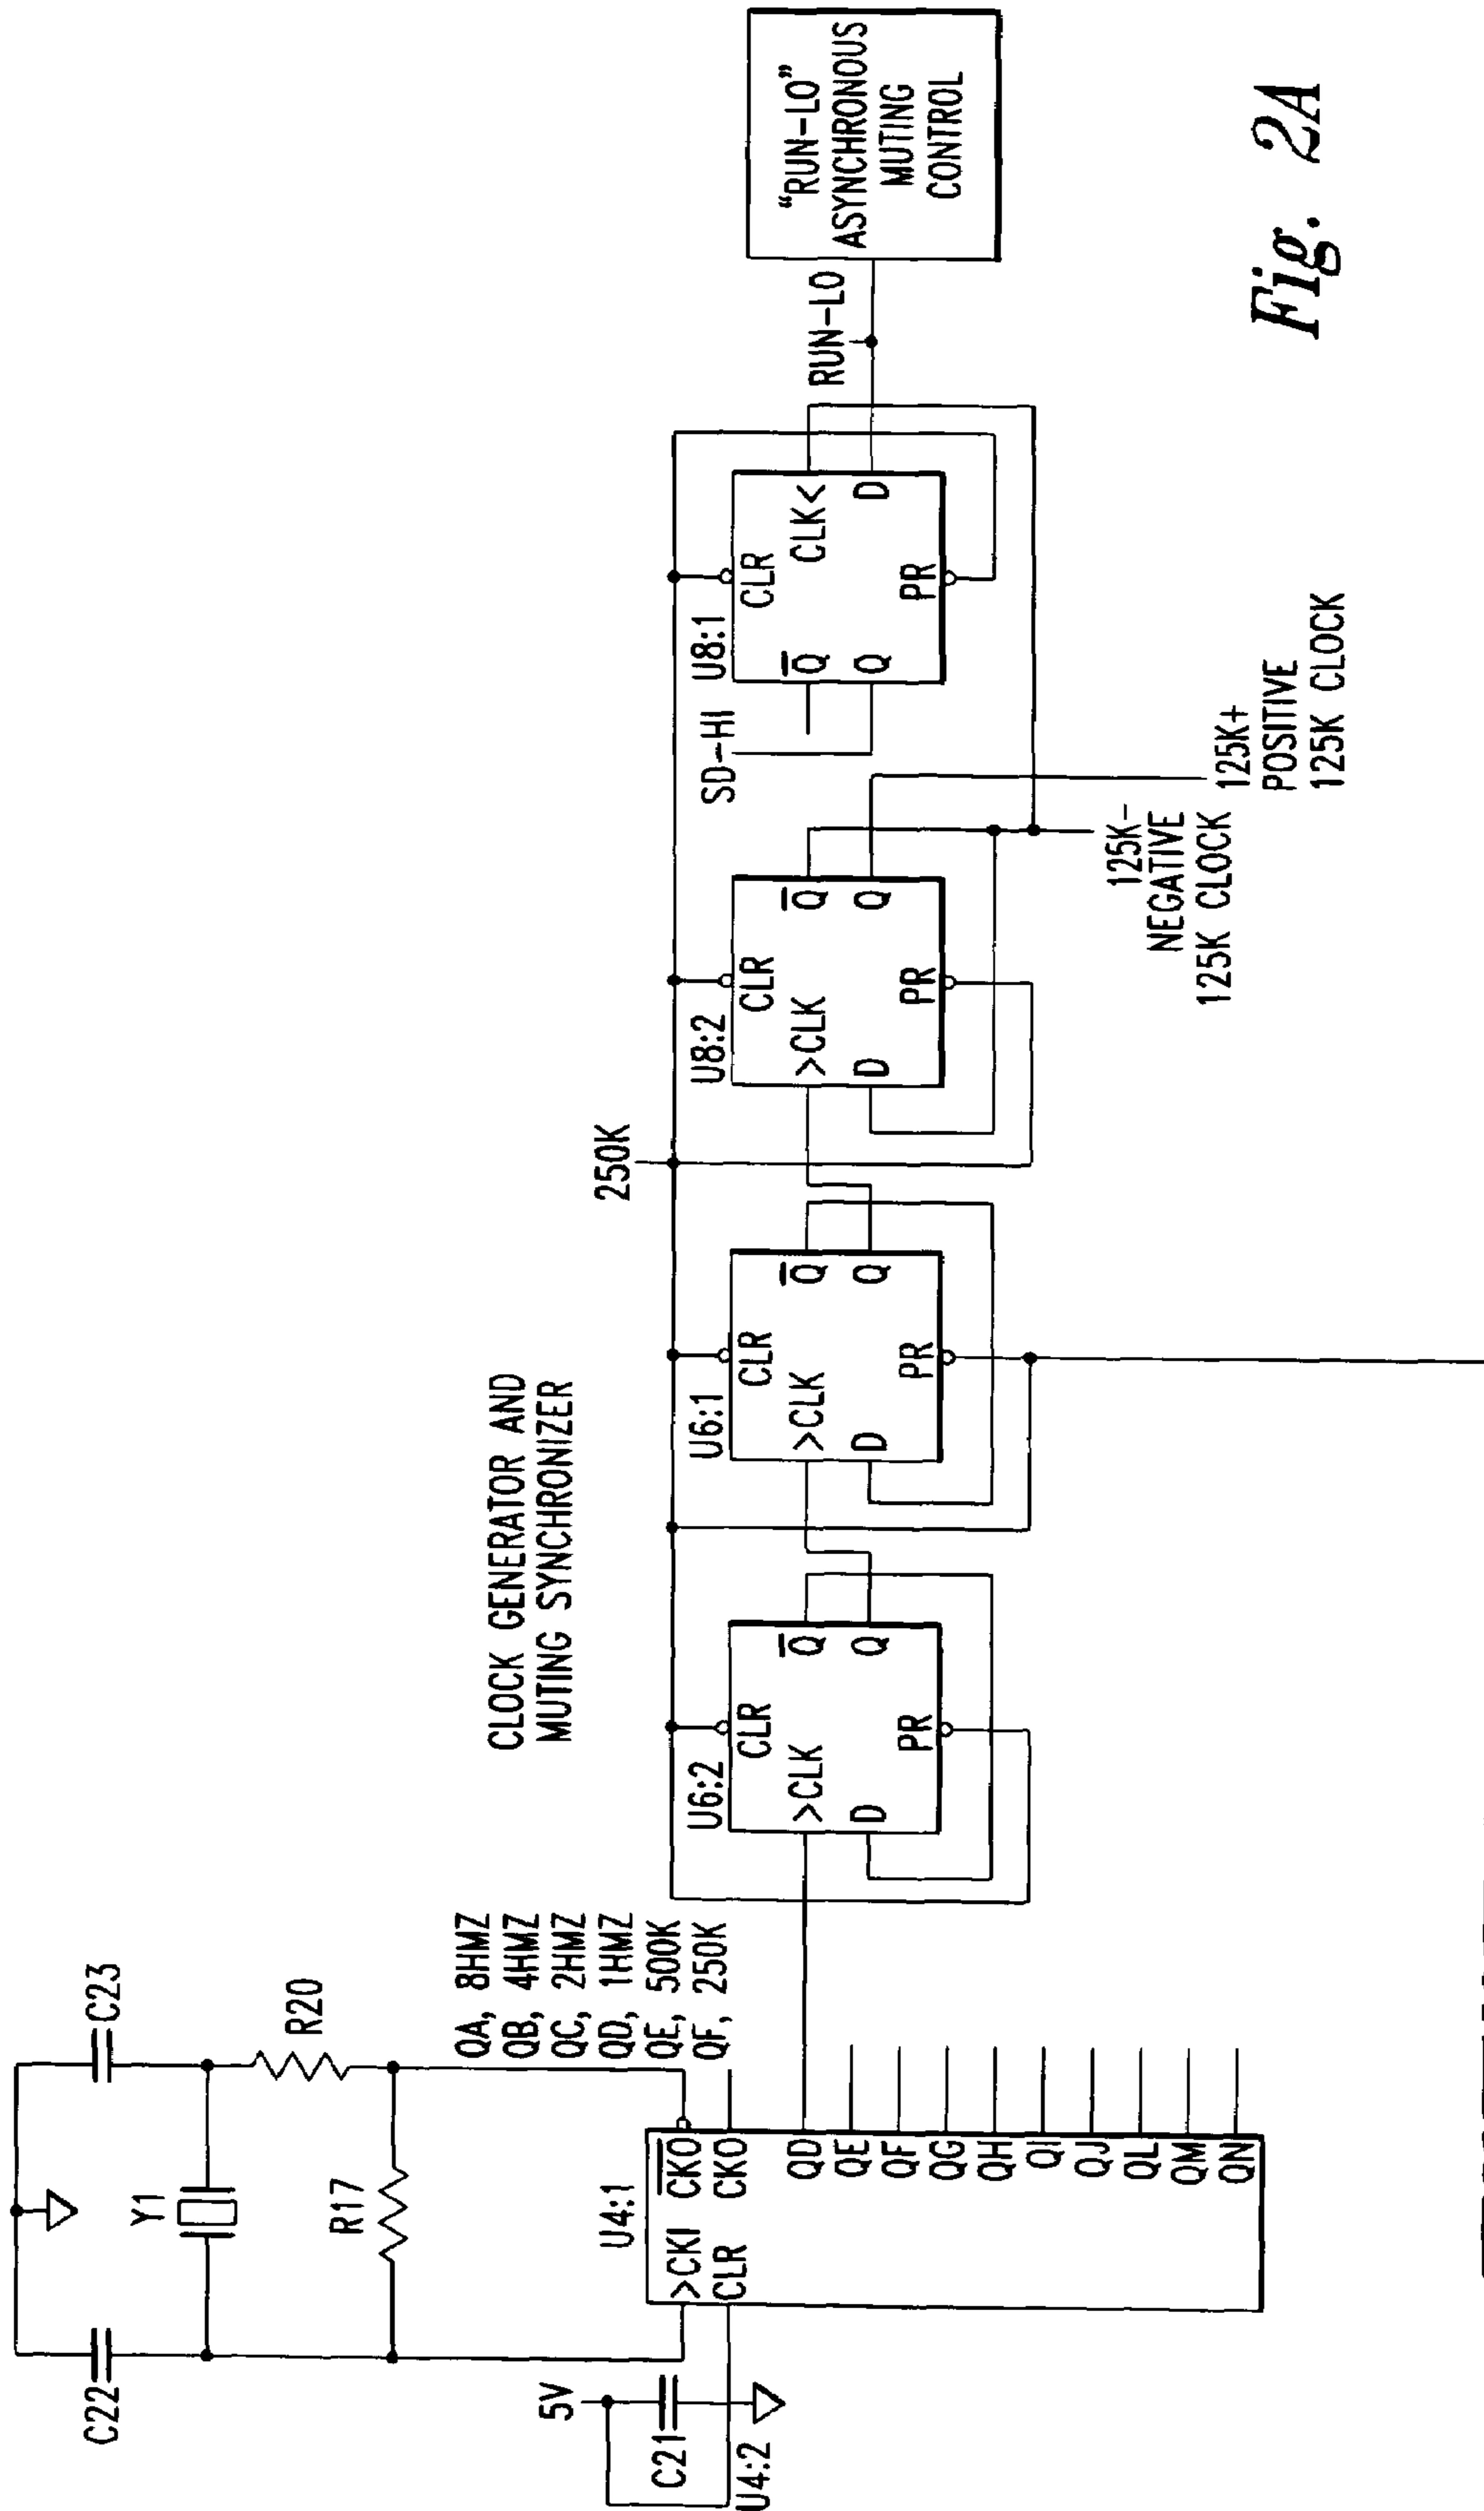 CLOCK GENERATOR AND
MUTING SYNCHRONIZER
C22
C23
Y1
R17
R20
5V
C21
U4:2
U4:1
>CKI
CLR
CKO
CKO
QD
QE
QF
QG
QH
QI
QJ
QL
QM
QN
QA, 8HMZ
QB, 4HMZ
QC, 2HMZ
QD, 1HMZ
QE, 500K
QF, 250K
U6:2
CLR
>CLK
D
PR
Q
Q
U6:1
CLR
>CLK
D
PR
Q
Q
250K
U8:2
CLR
>CLK
D
PR
Q
Q
125K-
NEGATIVE
125K CLOCK
125K+
POSITIVE
125K CLOCK
SD-HI
U8:1
CLR
Q
Q
CLK<
D
PR
RUN-LO
“RUN-LO”
ASYNCHRONOUS
MUTING
CONTROL
Fig. 2A